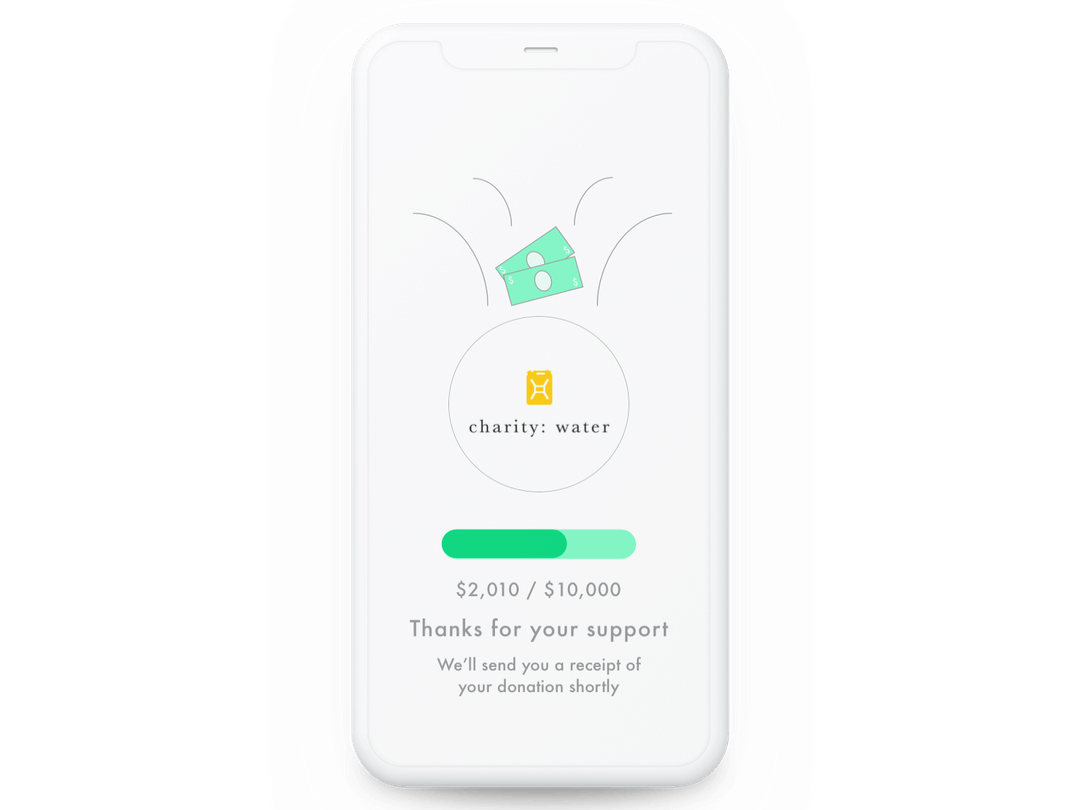 $ $
$ $
charity: water
$2,010 / $10,000
Thanks for your support
We'll send you a receipt of
your donation shortly